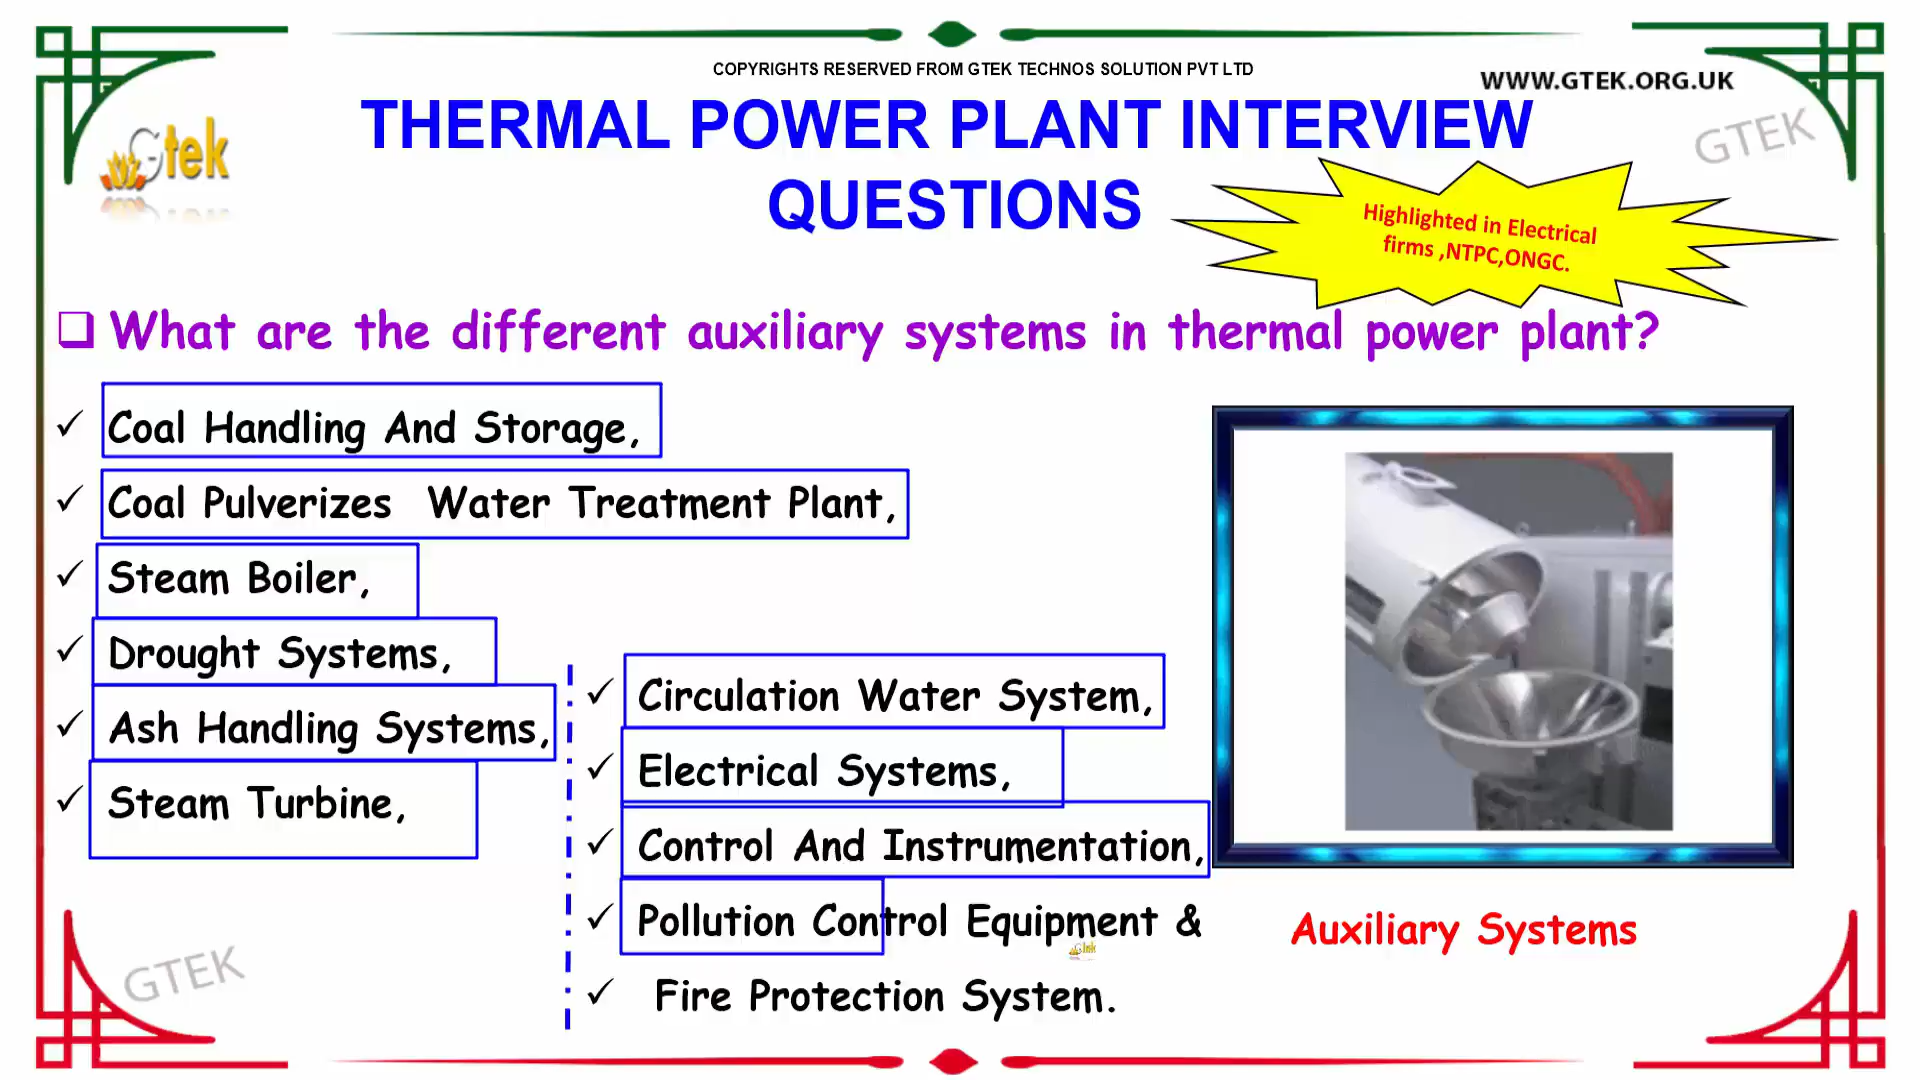 COPYRIGHTS RESERVED FROM GTEK TECHNOS SOLUTION PVT LTD
WWW.GTEK.ORG.UK
Gtek
GTEK
THERMAL POWER PLANT INTERVIEW
QUESTIONS
Highlighted in Electrical
firms ,NTPC,ONGC.
What are the different auxiliary systems in thermal power plant?
Coal Handling And Storage,
Coal Pulverizes Water Treatment Plant,
Steam Boiler,
Drought Systems,
Ash Handling Systems,
Steam Turbine,
Circulation Water System,
Electrical Systems,
Control And Instrumentation,
Pollution Control Equipment &
Gtek
Fire Protection System.
Auxiliary Systems
GTEK